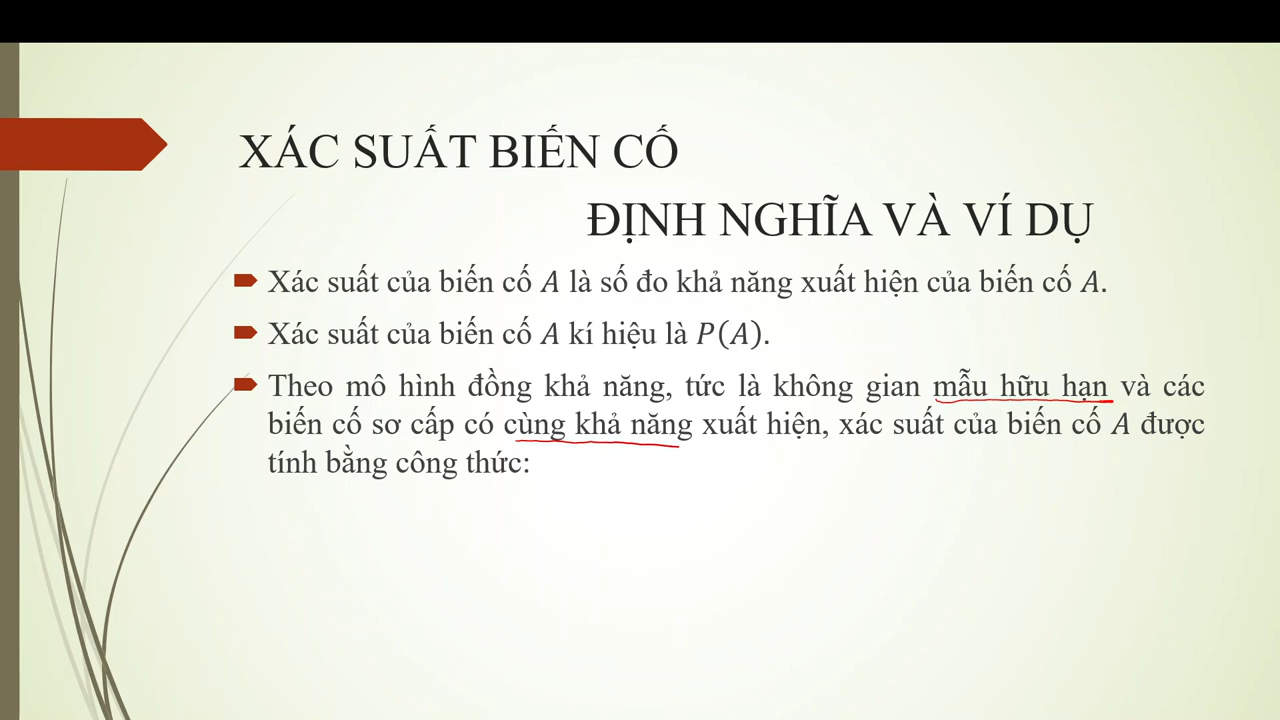 XÁC SUẤT BIẾN CỐ
ĐỊNH NGHĨA VÀ VÍ DỤ
Xác suất của biến cố A là số đo khả năng xuất hiện của biến cố A.
Xác suất của biến cố A kí hiệu là P(A).
Theo mô hình đồng khả năng, tức là không gian mẫu hữu hạn và các
biến cố sơ cấp có cùng khả năng xuất hiện, xác suất của biến cố A được
tính bằng công thức: